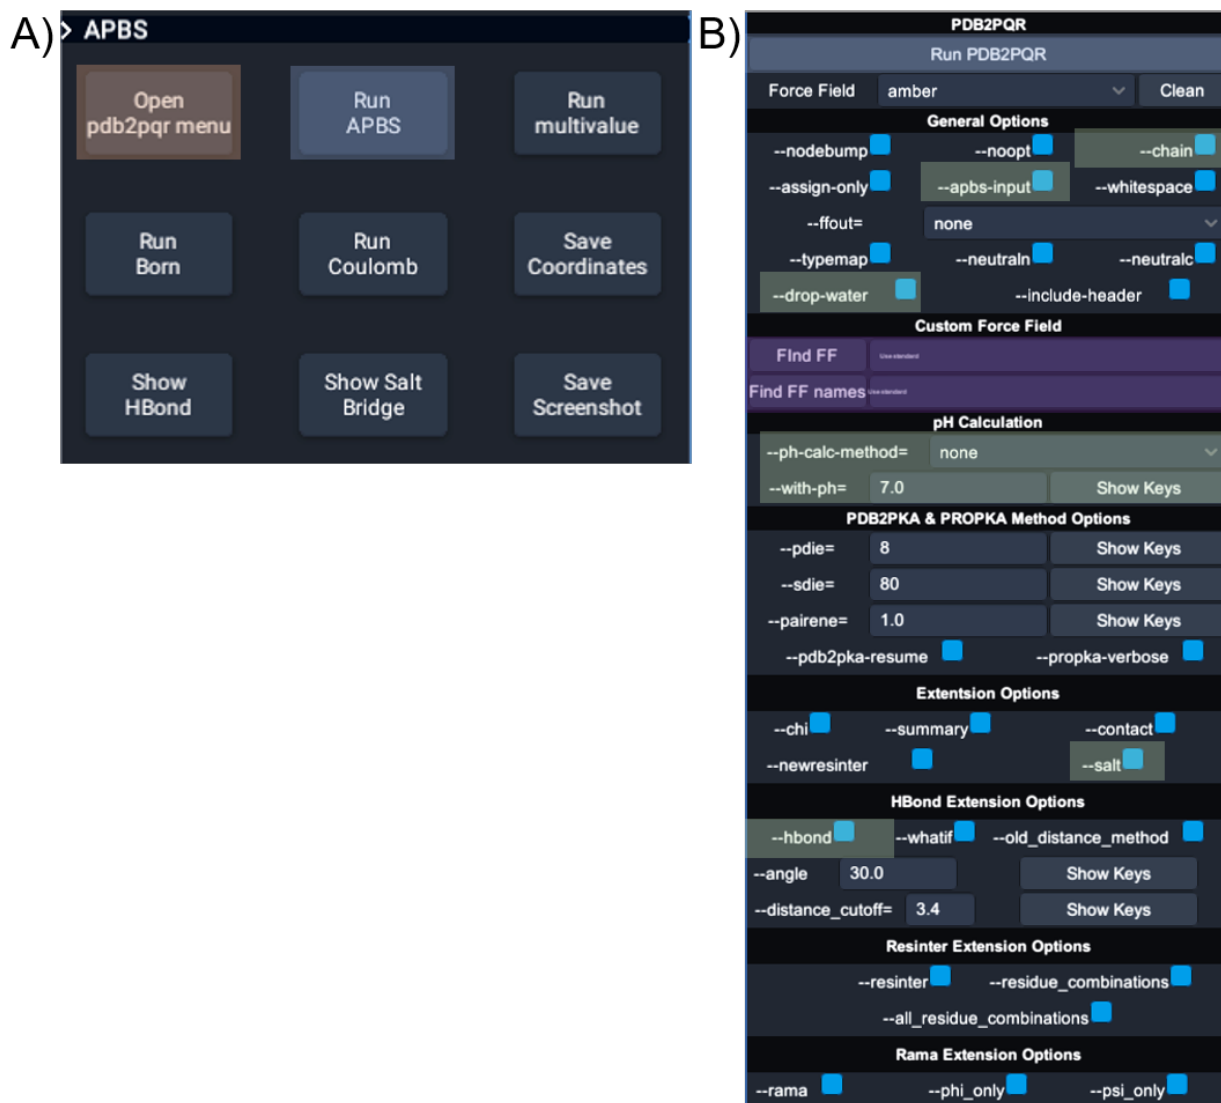 A)
> APBS
Open
pdb2pqr menu
Run
APBS
Run
multivalue
Run
Born
Run
Coulomb
Save
Coordinates
Show
HBond
Show Salt
Bridge
Save
Screenshot
B)
PDB2PQR
Run PDB2PQR
Force Field amber Clean
General Options
--nodebump --noopt --chain
--assign-only --apbs-input --whitespace
--ffout= none
--typemap --neutraln --neutralc
--drop-water --include-header
Custom Force Field
FInd FF Use standard
Find FF names Use standard
pH Calculation
--ph-calc-method= none
--with-ph= 7.0 Show Keys
PDB2PKA & PROPKA Method Options
--pdie= 8 Show Keys
--sdie= 80 Show Keys
--pairene= 1.0 Show Keys
--pdb2pka-resume --propka-verbose
Extentsion Options
--chi --summary --contact
--newresinter --salt
HBond Extension Options
--hbond --whatif --old_distance_method
--angle 30.0 Show Keys
--distance_cutoff= 3.4 Show Keys
Resinter Extension Options
--resinter --residue_combinations
--all_residue_combinations
Rama Extension Options
--rama --phi_only --psi_only